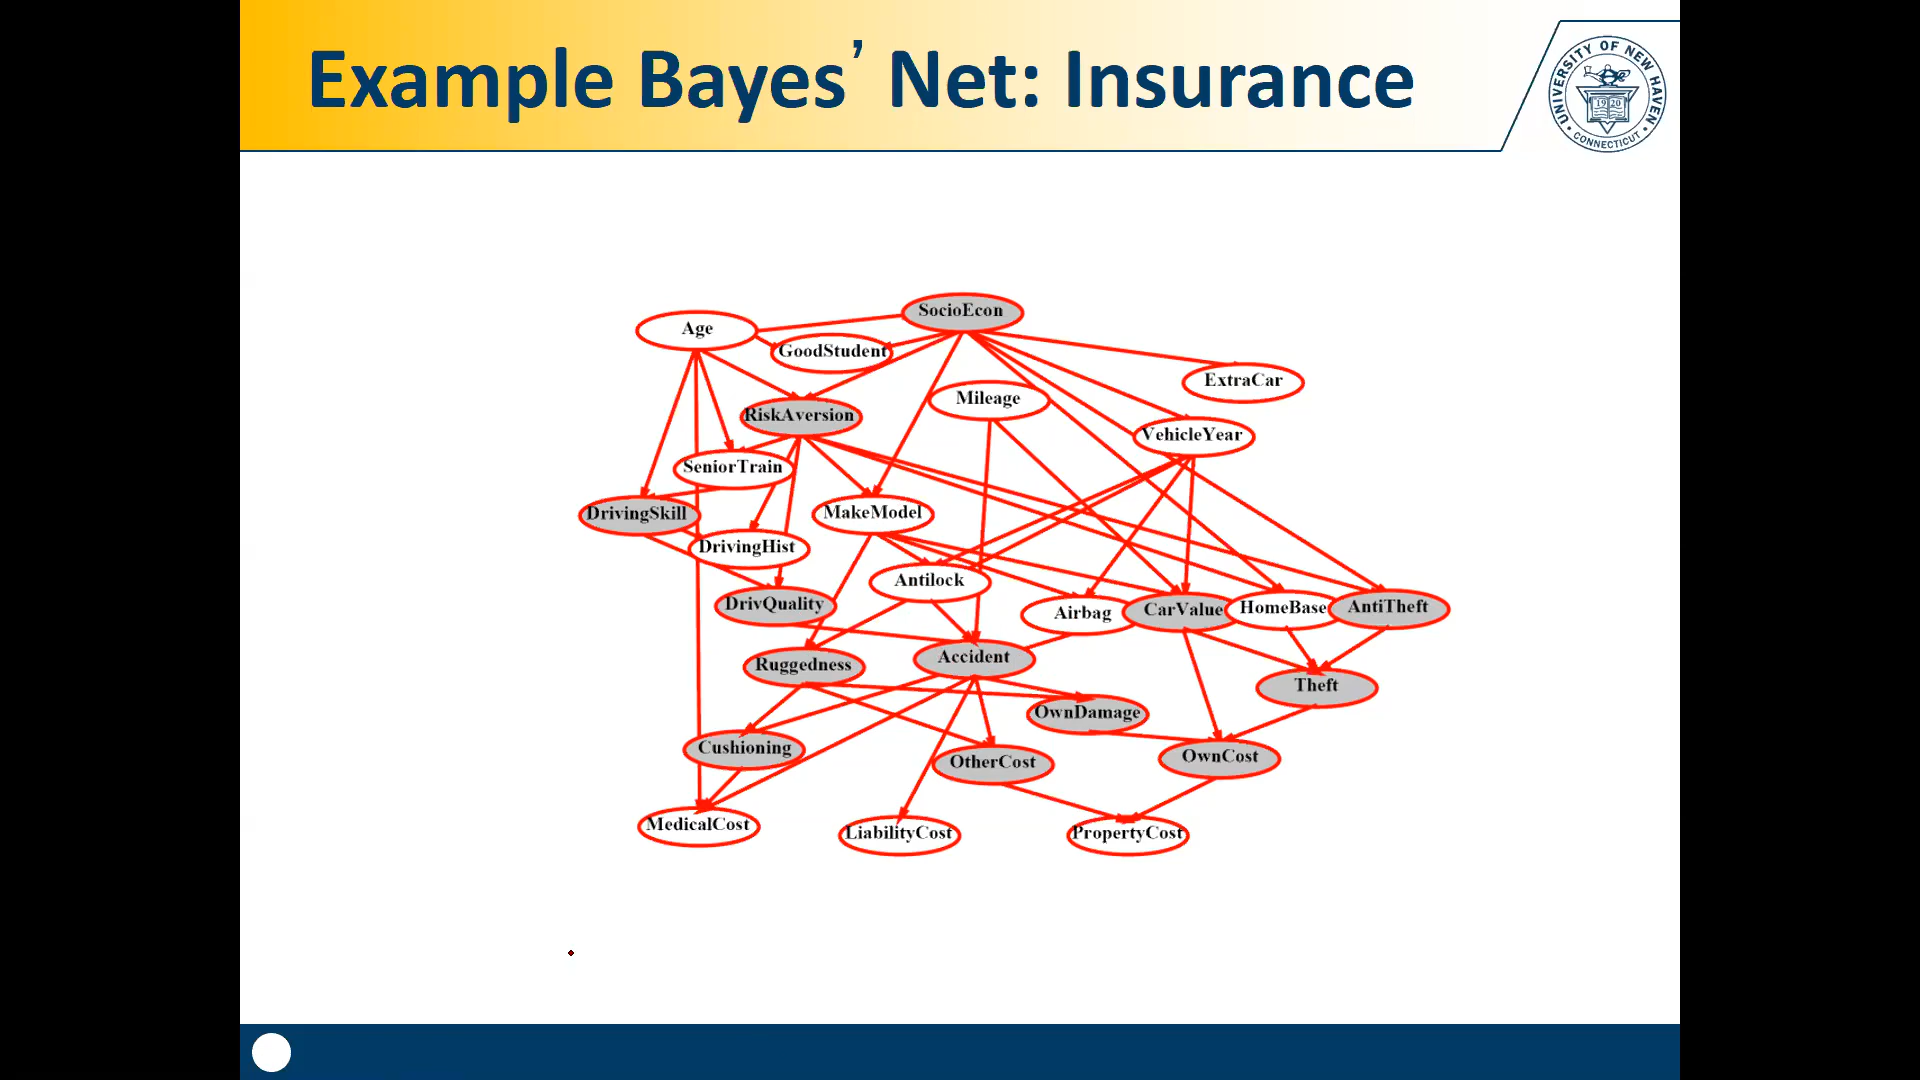 Example Bayes’ Net: Insurance
UNIVERSITY OF NEW HAVEN
1920
CONNECTICUT
SocioEcon
Age
GoodStudent
ExtraCar
Mileage
RiskAversion
VehicleYear
SeniorTrain
DrivingSkill
MakeModel
DrivingHist
Antilock
DrivQuality
Airbag
CarValue
HomeBase
AntiTheft
Ruggedness
Accident
Theft
OwnDamage
Cushioning
OtherCost
OwnCost
MedicalCost
LiabilityCost
PropertyCost